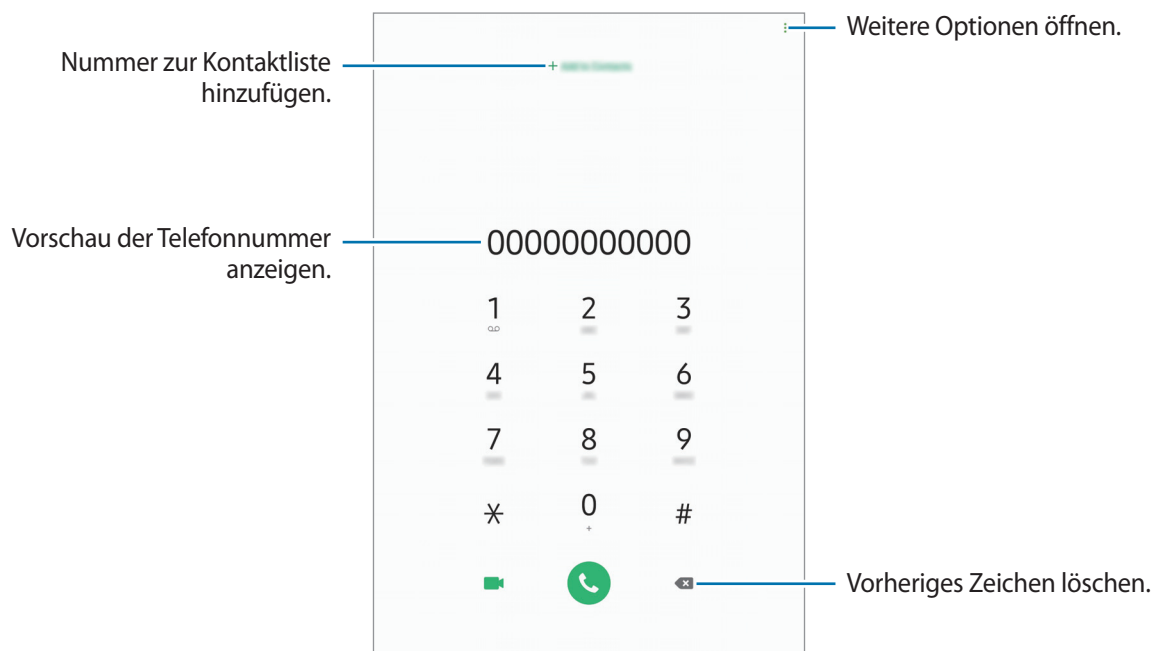 Weitere Optionen öffnen.
Nummer zur Kontaktliste
hinzufügen.
+
Vorschau der Telefonnummer
anzeigen.
00000000000
1 2 3
4 5 6
7 8 9
* 0 #
+
Vorheriges Zeichen löschen.